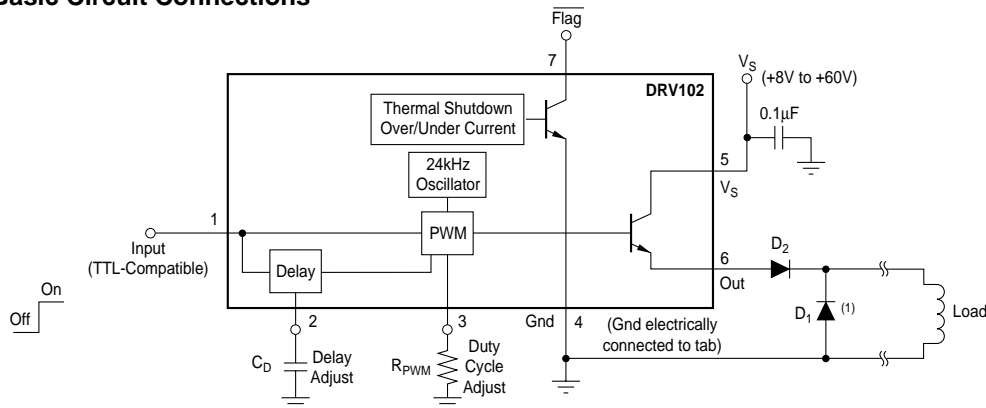 Basic Circuit Connections
Flag
7
V_S
(+8V to +60V)
DRV102
Thermal Shutdown
Over/Under Current
0.1µF
24kHz
Oscillator
5
V_S
1
PWM
Input
(TTL-Compatible)
Delay
6
Out
D_2
On
Off
D_1 (1)
Load
2
3
Gnd 4
(Gnd electrically
connected to tab)
C_D
Delay
Adjust
R_PWM
Duty
Cycle
Adjust